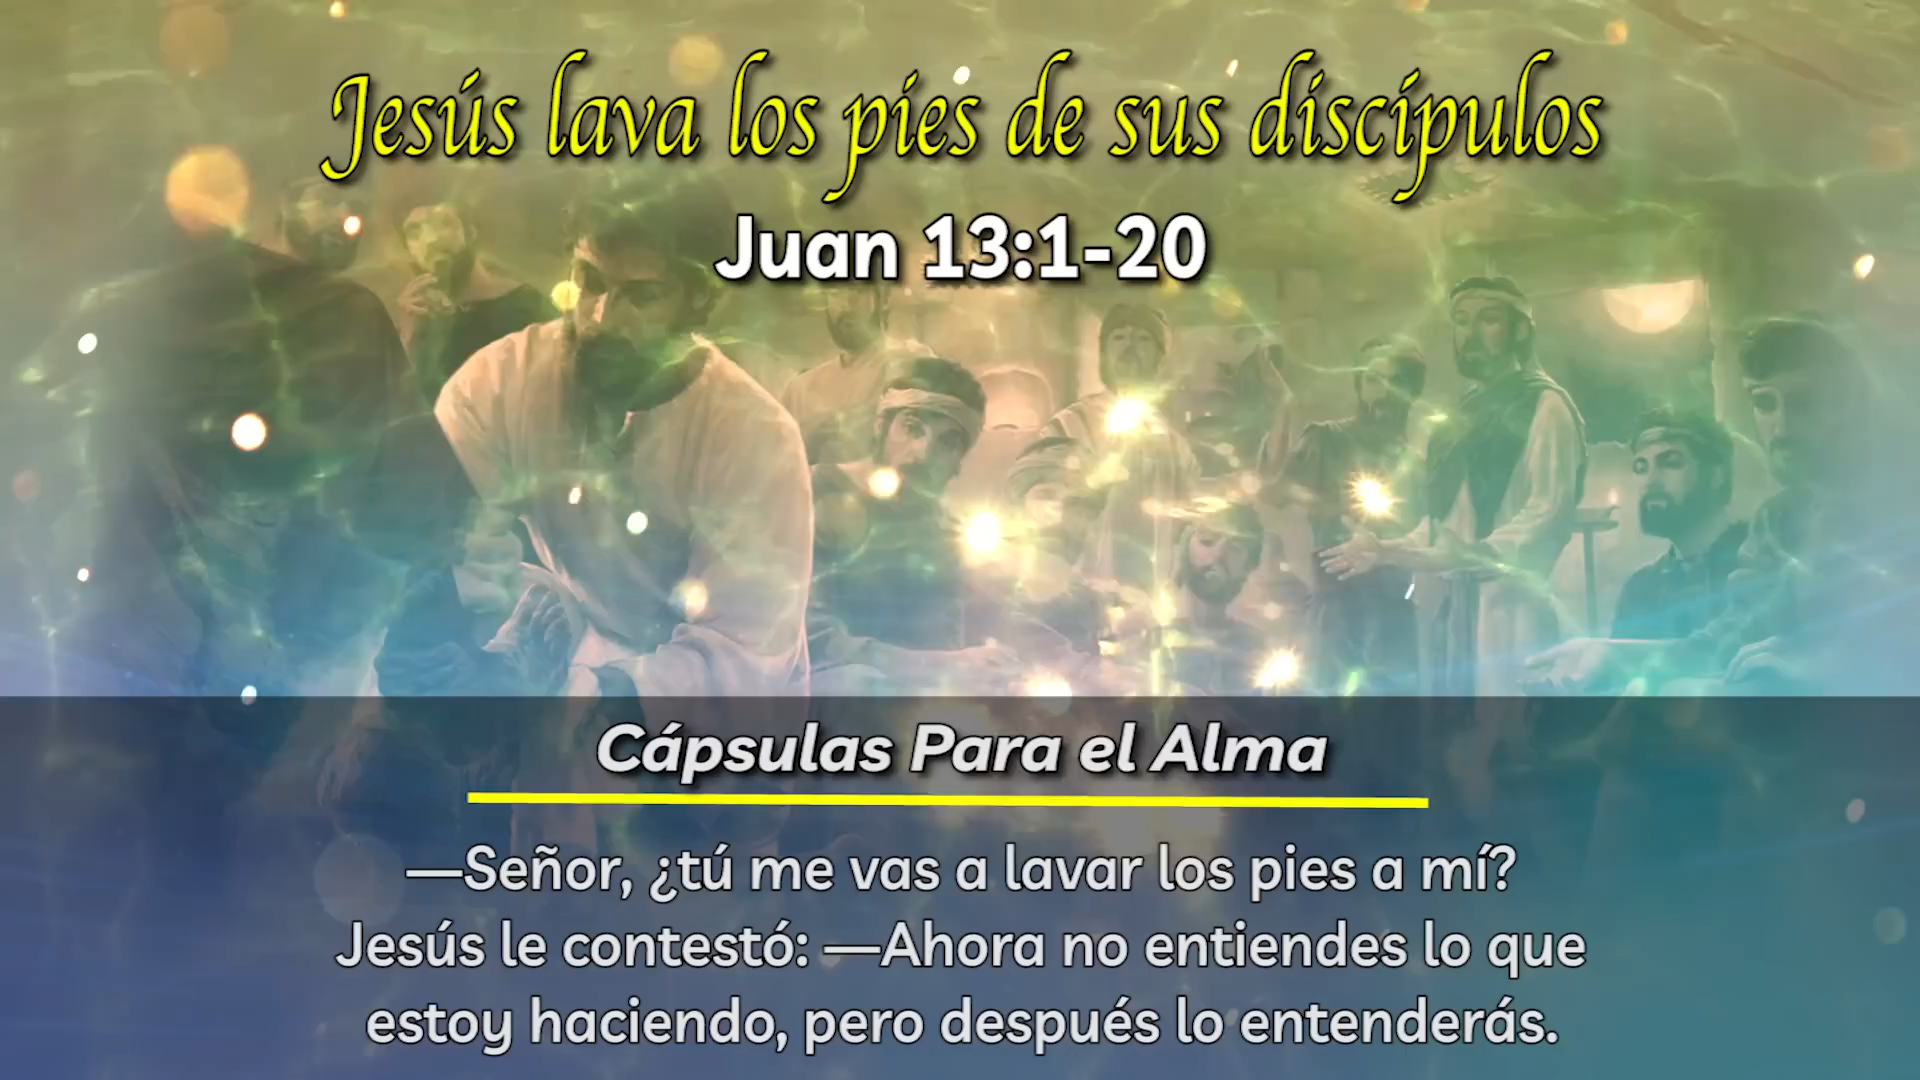 Jesús lava los pies de sus discípulos
Juan 13:1-20
Cápsulas Para el Alma
—Señor, ¿tú me vas a lavar los pies a mí?
Jesús le contestó: —Ahora no entiendes lo que
estoy haciendo, pero después lo entenderás.